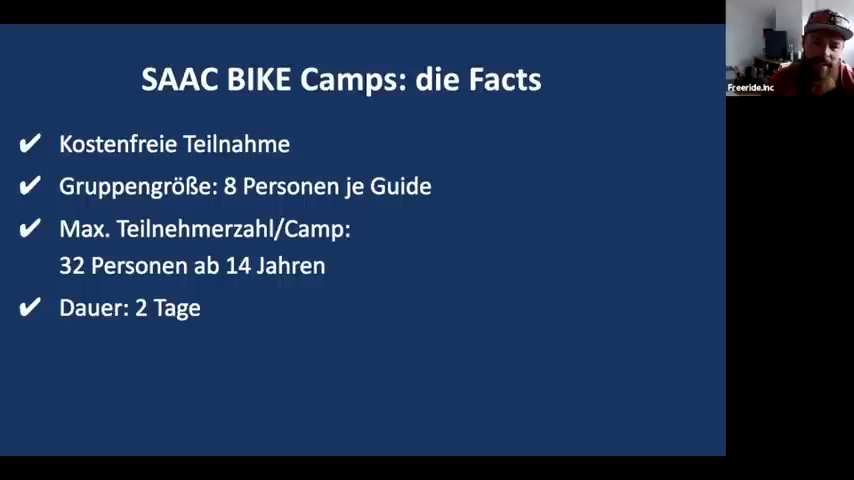 SAAC BIKE Camps: die Facts
✔ Kostenfreie Teilnahme
✔ Gruppengröße: 8 Personen je Guide
✔ Max. Teilnehmerzahl/Camp:
32 Personen ab 14 Jahren
✔ Dauer: 2 Tage
Freeride.Inc